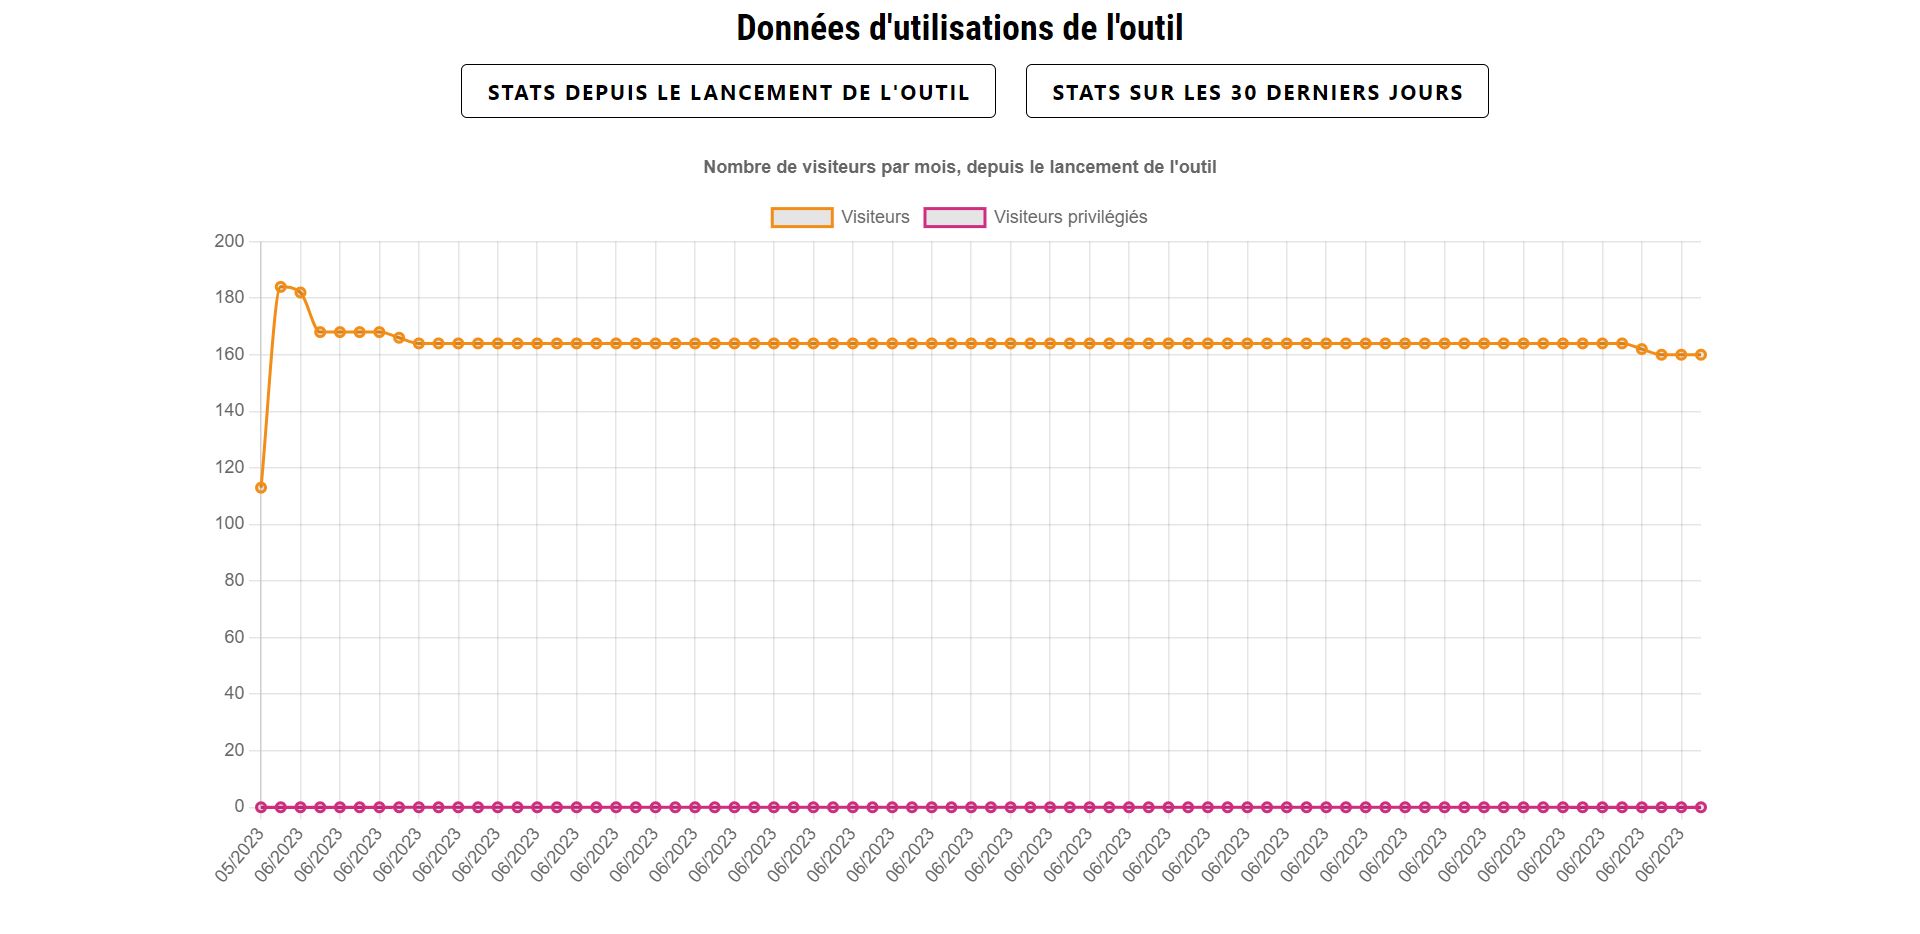 Données d'utilisations de l'outil
STATS DEPUIS LE LANCEMENT DE L'OUTIL STATS SUR LES 30 DERNIERS JOURS
Nombre de visiteurs par mois, depuis le lancement de l'outil
Visiteurs Visiteurs privilégiés
200
180
160
140
120
100
80
60
40
20
0
05/2023 06/2023 06/2023 06/2023 06/2023 06/2023 06/2023 06/2023 06/2023 06/2023 06/2023 06/2023 06/2023 06/2023 06/2023 06/2023 06/2023 06/2023 06/2023 06/2023 06/2023 06/2023 06/2023 06/2023 06/2023 06/2023 06/2023 06/2023 06/2023 06/2023 06/2023 06/2023 06/2023 06/2023 06/2023 06/2023 06/2023